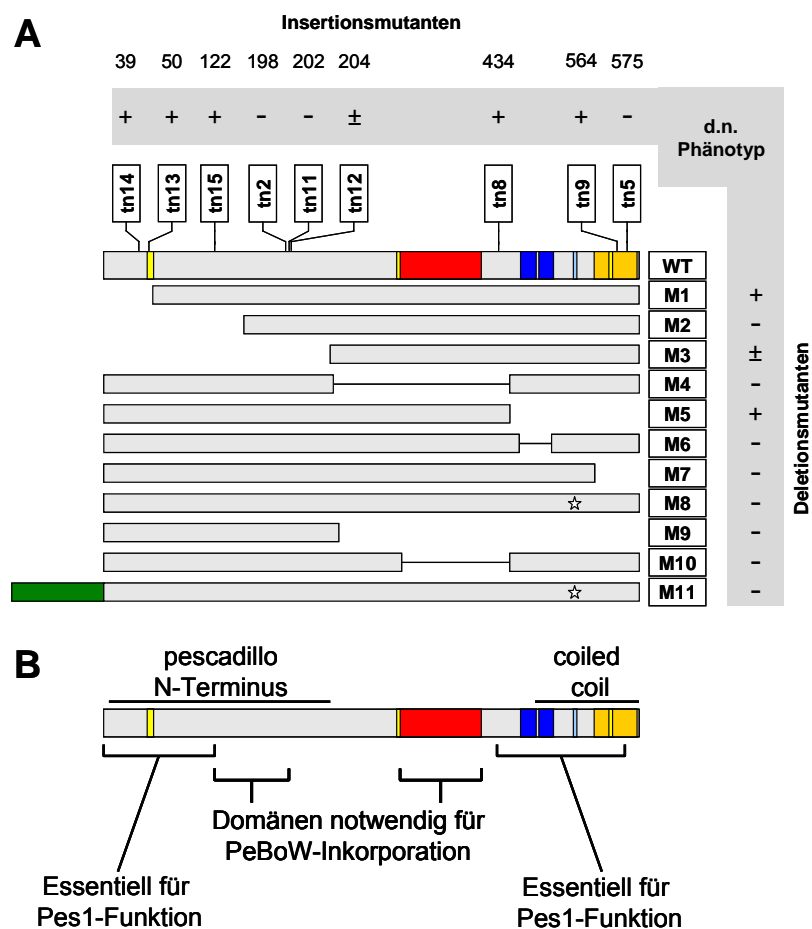 A
Insertionsmutanten
39 50 122 198 202 204 434 564 575
+ + + − − ± + + −
d.n.
Phänotyp
tn14 tn13 tn15 tn2 tn11 tn12 tn8 tn9 tn5
WT
M1 +
M2 −
M3 ±
M4 −
M5 +
M6 −
M7 −
M8 −
M9 −
M10 −
M11 −
Deletionsmutanten
B
pescadillo
N-Terminus
coiled
coil
Domänen notwendig für
PeBoW-Inkorporation
Essentiell für
Pes1-Funktion
Essentiell für
Pes1-Funktion